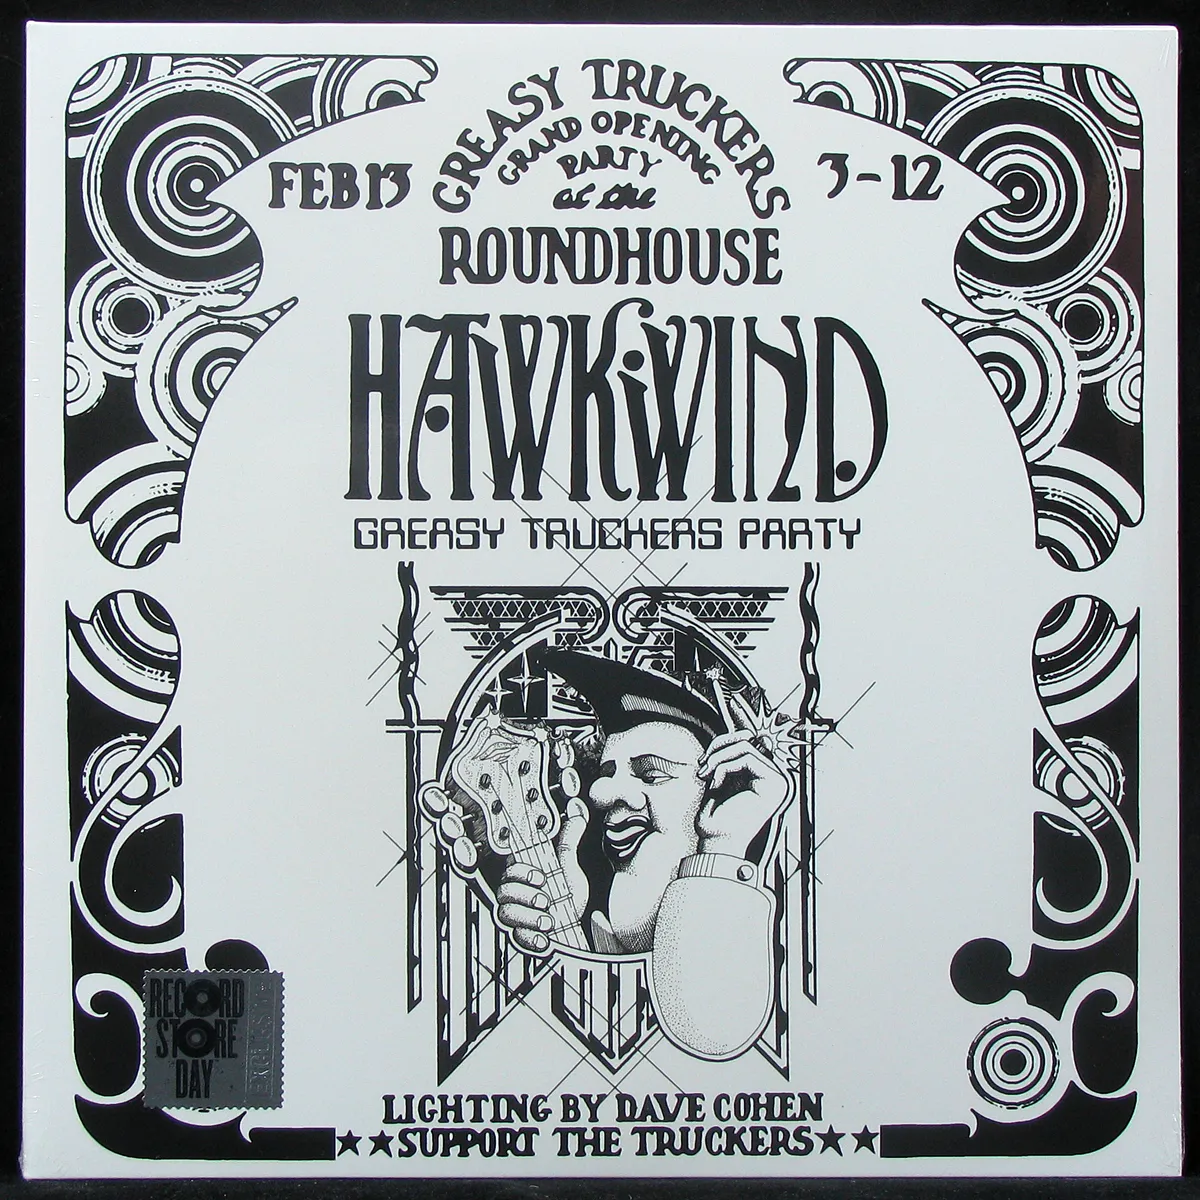 GREASY TRUCKERS
GRAND OPENING
PARTY
at the
FEB 13
3-12
ROUNDHOUSE
HAWKWIND
GREASY TRUCKERS PARTY
RECORD
STORE
DAY
EXCLUSIVE
LIGHTING BY DAVE COHEN
★★SUPPORT THE TRUCKERS★★